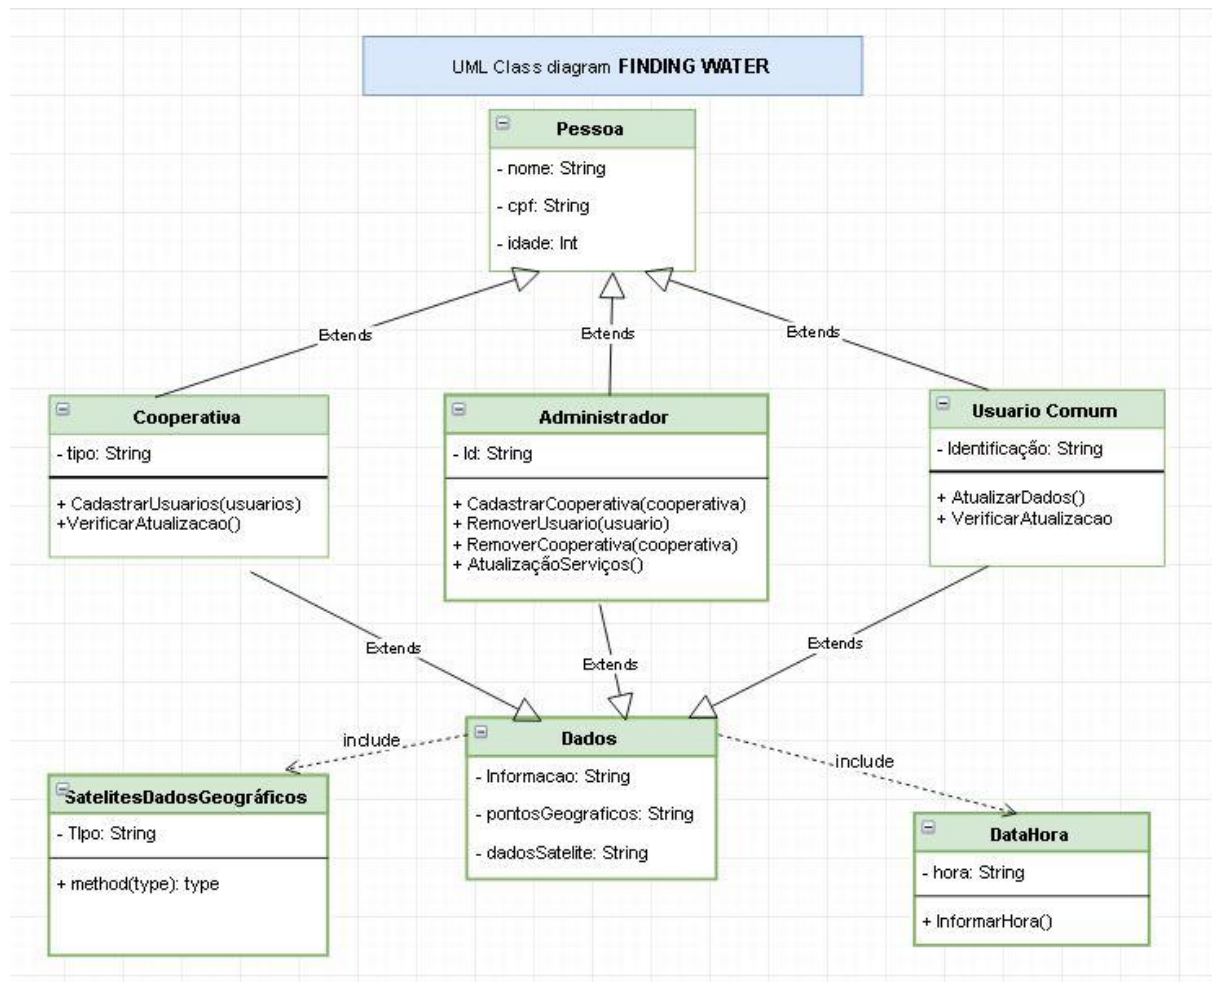 UML Class diagram FINDING WATER
Pessoa
- nome: String
- cpf: String
- idade: Int
Extends
Extends
Extends
Cooperativa
- tipo: String
+ CadastrarUsuarios(usuarios)
+VerificarAtualizacao()
Administrador
- Id: String
+ CadastrarCooperativa(cooperativa)
+ RemoverUsuario(usuario)
+ RemoverCooperativa(cooperativa)
+ AtualizaçãoServiços()
Usuario Comum
- Identificação: String
+ AtualizarDados()
+ VerificarAtualizacao
Extends
Extends
Extends
include
Dados
- Informacao: String
- pontosGeograficos: String
- dadosSatelite: String
include
SatelitesDadosGeográficos
- TIpo: String
+ method(type): type
DataHora
- hora: String
+ InformarHora()